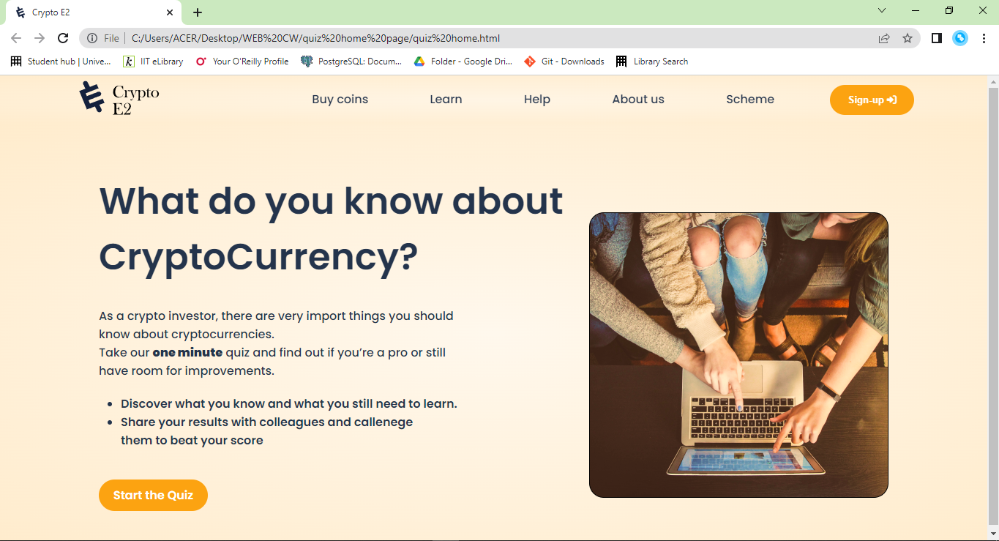 Crypto E2
File
C:/Users/ACER/Desktop/WEB%20CW/quiz%20home%20page/quiz%20home.html
Student hub | Unive... IIT eLibrary Your O'Reilly Profile PostgreSQL: Docum... Folder - Google Dri... Git - Downloads Library Search
Crypto
E2
Buy coins Learn Help About us Scheme Sign-up
What do you know about
CryptoCurrency?
As a crypto investor, there are very import things you should
know about cryptocurrencies.
Take our one minute quiz and find out if you’re a pro or still
have room for improvements.
• Discover what you know and what you still need to learn.
• Share your results with colleagues and callenege
them to beat your score
Start the Quiz